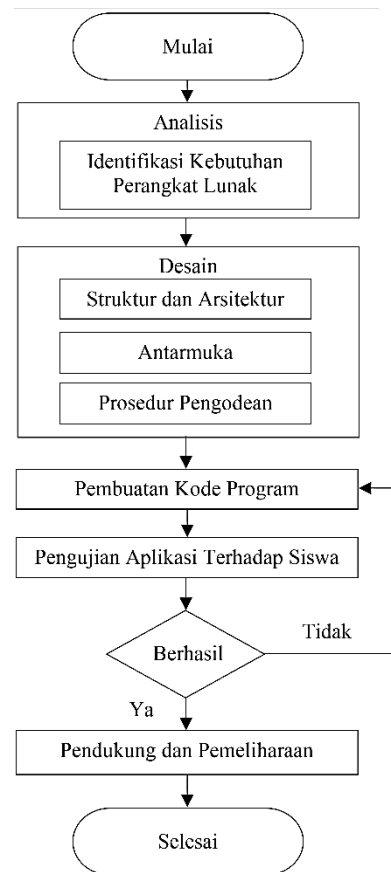 Mulai
Analisis
Identifikasi Kebutuhan
Perangkat Lunak
Desain
Struktur dan Arsitektur
Antarmuka
Prosedur Pengodean
Pembuatan Kode Program
Pengujian Aplikasi Terhadap Siswa
Berhasil
Tidak
Ya
Pendukung dan Pemeliharaan
Selesai